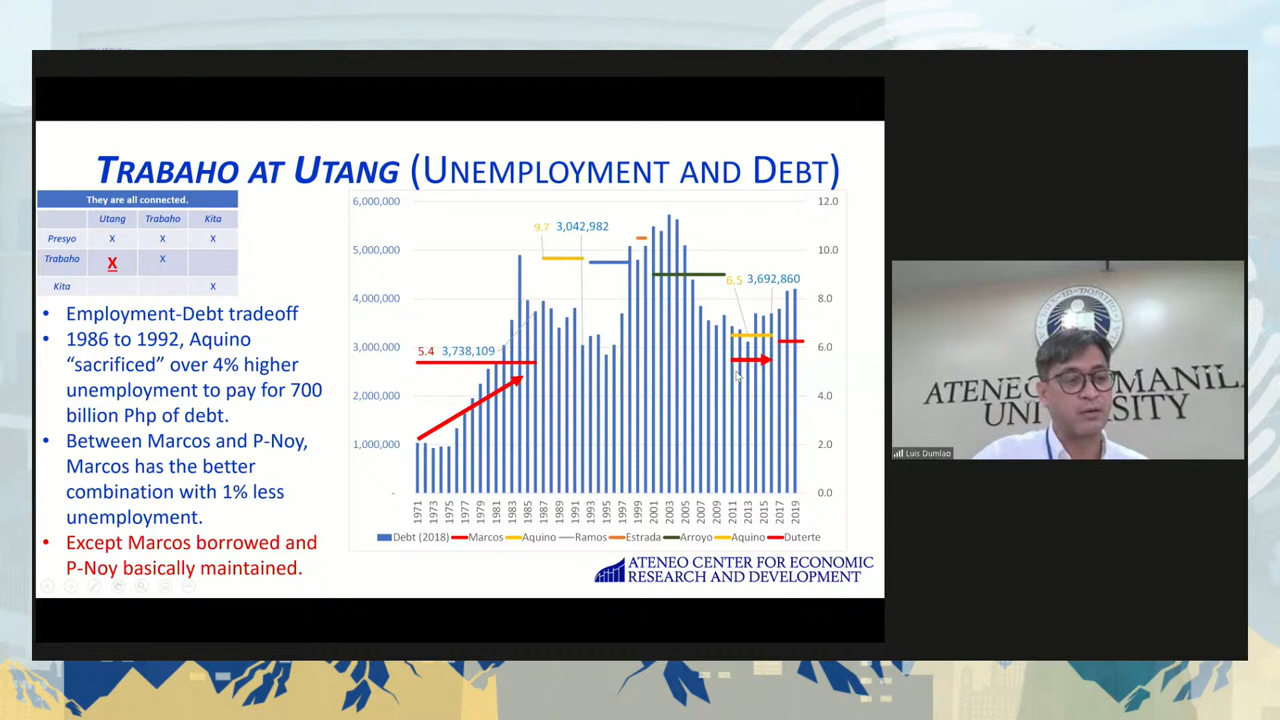 TRABAHO AT UTANG (UNEMPLOYMENT AND DEBT)
They are all connected.
Utang Trabaho Kita
Presyo X X X
Trabaho X X
Kita X
• Employment-Debt tradeoff
• 1986 to 1992, Aquino
“sacrificed” over 4% higher
unemployment to pay for 700
billion Php of debt.
• Between Marcos and P-Noy,
Marcos has the better
combination with 1% less
unemployment.
• Except Marcos borrowed and
P-Noy basically maintained.
6,000,000
5,000,000
4,000,000
3,000,000
2,000,000
1,000,000
-
5.4 3,738,109
9.7 3,042,982
6.5 3,692,860
12.0
10.0
8.0
6.0
4.0
2.0
0.0
1971 1973 1975 1977 1979 1981 1983 1985 1987 1989 1991 1993 1995 1997 1999 2001 2003 2005 2007 2009 2011 2013 2015 2017 2019
Debt (2018) Marcos Aquino Ramos Estrada Arroyo Aquino Duterte
ATENEO CENTER FOR ECONOMIC
RESEARCH AND DEVELOPMENT
ATENEO MANILA
UNIVERSITY
Luis Dumlao